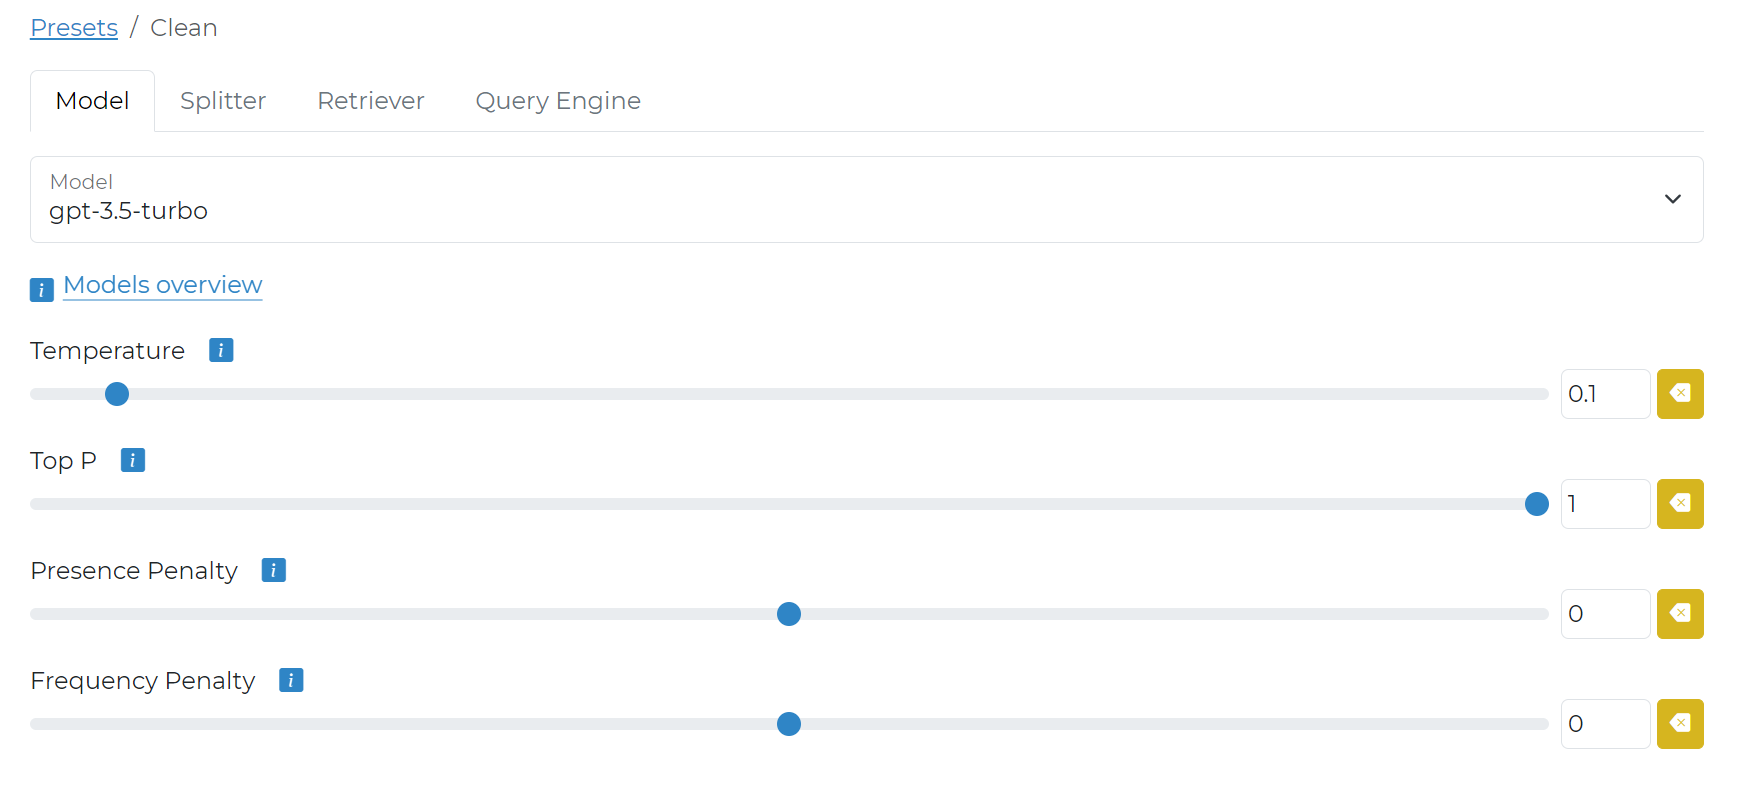 Presets / Clean
Model Splitter Retriever Query Engine
Model
gpt-3.5-turbo
i Models overview
Temperature i
0.1
Top P i
1
Presence Penalty i
0
Frequency Penalty i
0